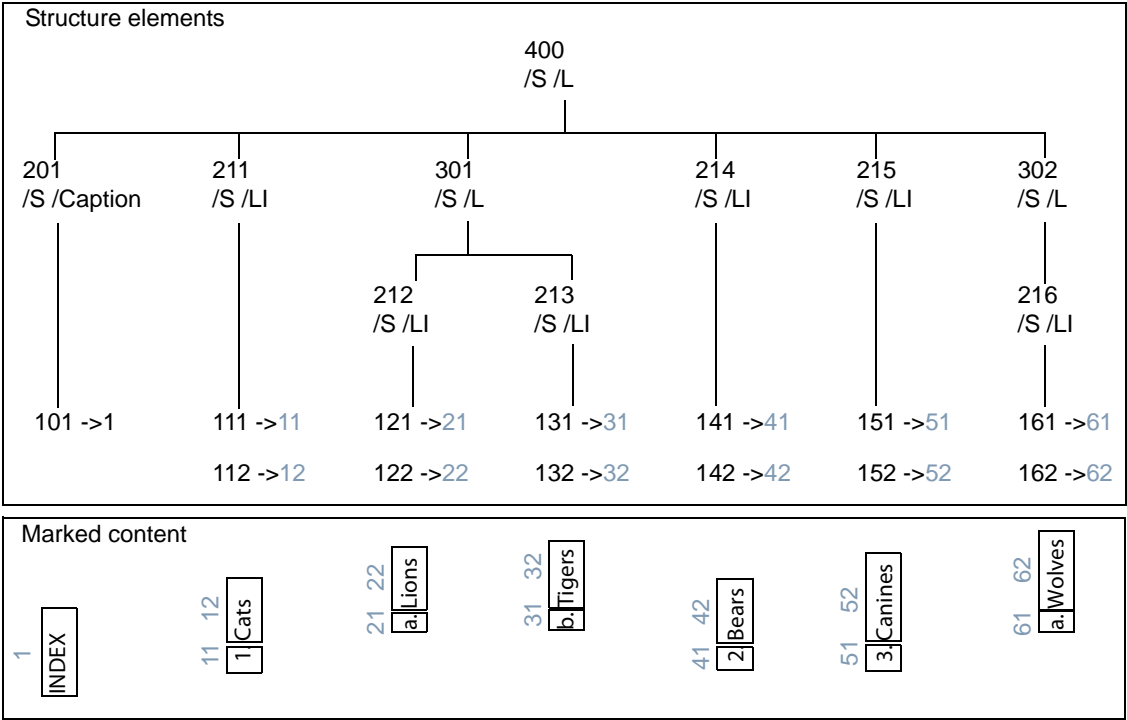 Structure elements
400
/S /L
201 211 301 214 215 302
/S /Caption /S /LI /S /L /S /LI /S /LI /S /L
212 213 216
/S /LI /S /LI /S /LI
101 ->1 111 ->11 121 ->21 131 ->31 141 ->41 151 ->51 161 ->61
112 ->12 122 ->22 132 ->32 142 ->42 152 ->52 162 ->62
Marked content
1
INDEX
11 12
1. Cats
21 22
a. Lions
31 32
b. Tigers
41 42
2. Bears
51 52
3. Canines
61 62
a. Wolves